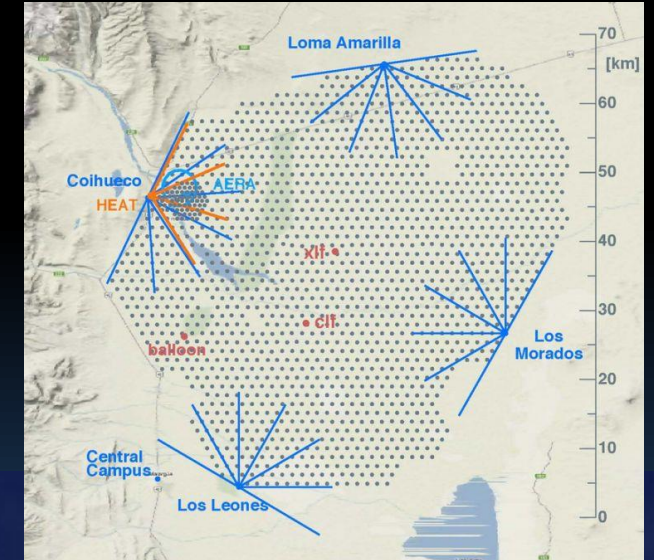 Loma Amarilla
70
[km]
60
50
Coihueco
AERA
HEAT
40
xlf
30
clf
Los
Morados
balloon
20
10
Central
Campus
Los Leones
0